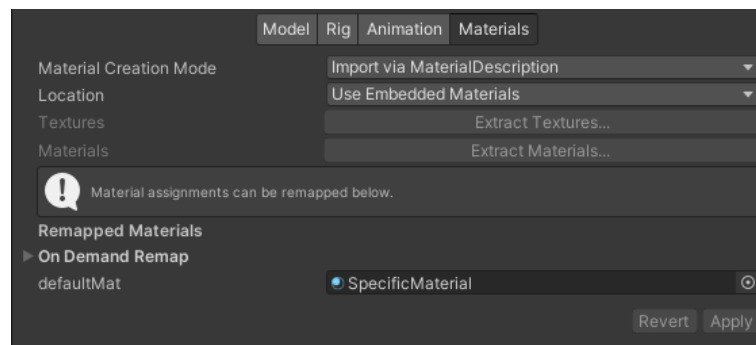 Model Rig Animation Materials
Material Creation Mode Import via MaterialDescription
Location Use Embedded Materials
Textures Extract Textures...
Materials Extract Materials...
Material assignments can be remapped below.
Remapped Materials
On Demand Remap
defaultMat SpecificMaterial
Revert Apply